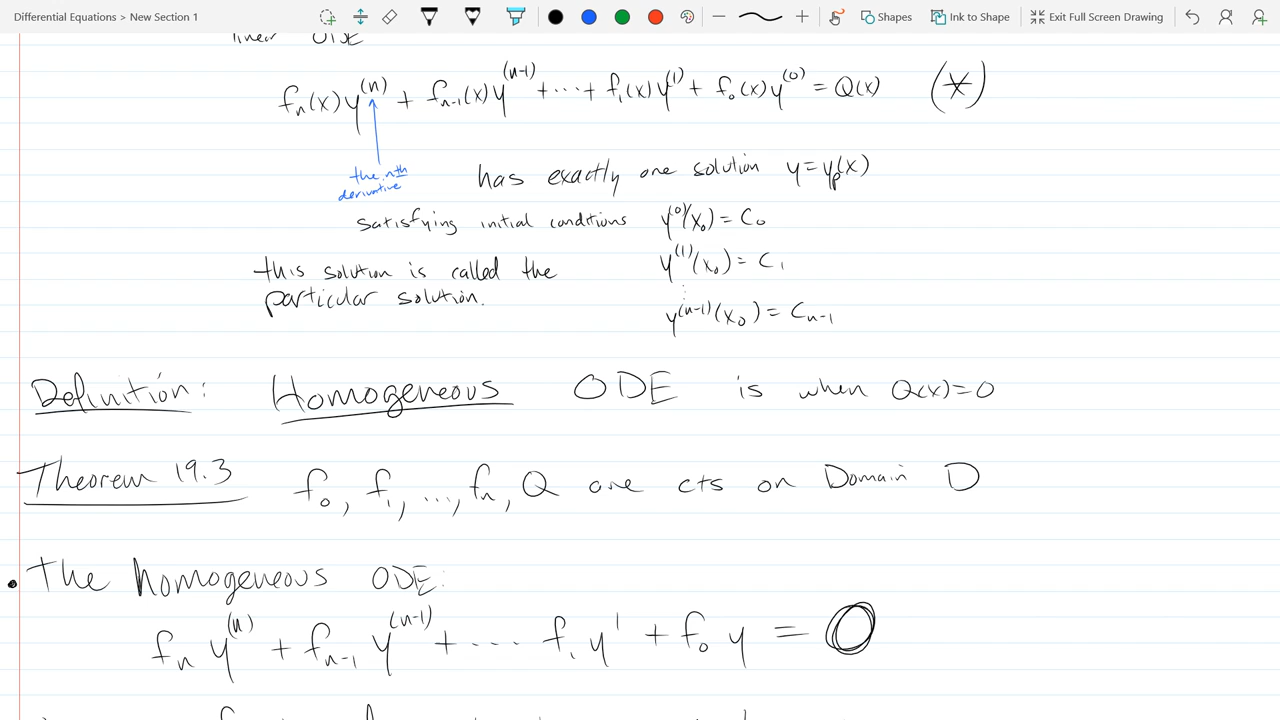 Differential Equations > New Section 1
Shapes
Ink to Shape
Exit Full Screen Drawing
linear ODE
fₙ(x)y⁽ⁿ⁾ + fₙ₋₁(x)y⁽ⁿ⁻¹⁾ + ⋯ + f₁(x)y⁽¹⁾ + f₀(x)y⁽⁰⁾ = Q(x) (*)
the nth
derivative
has exactly one solution y = yₚ(x)
satisfying initial conditions y⁽⁰⁾(x₀) = C₀
this solution is called the
particular solution.
y⁽¹⁾(x₀) = C₁
⋮
y⁽ⁿ⁻¹⁾(x₀) = Cₙ₋₁
Definition: Homogeneous ODE is when Q(x)=0
Theorem 19.3 f₀, f₁, ..., fₙ, Q are cts on Domain D
• The homogeneous ODE:
fₙ y⁽ⁿ⁾ + fₙ₋₁ y⁽ⁿ⁻¹⁾ + ⋯ f₁ y' + f₀ y = 0